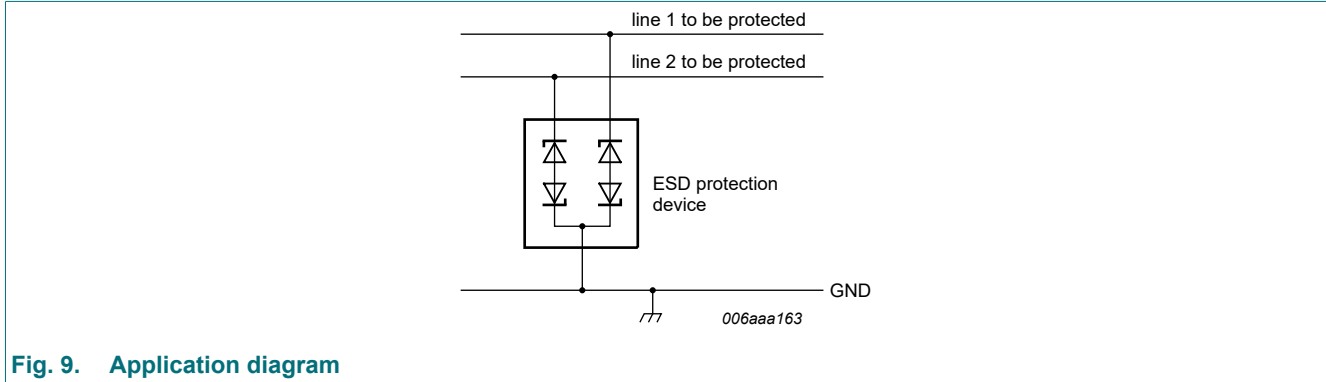 line 1 to be protected
line 2 to be protected
ESD protection
device
GND
006aaa163
Fig. 9. Application diagram